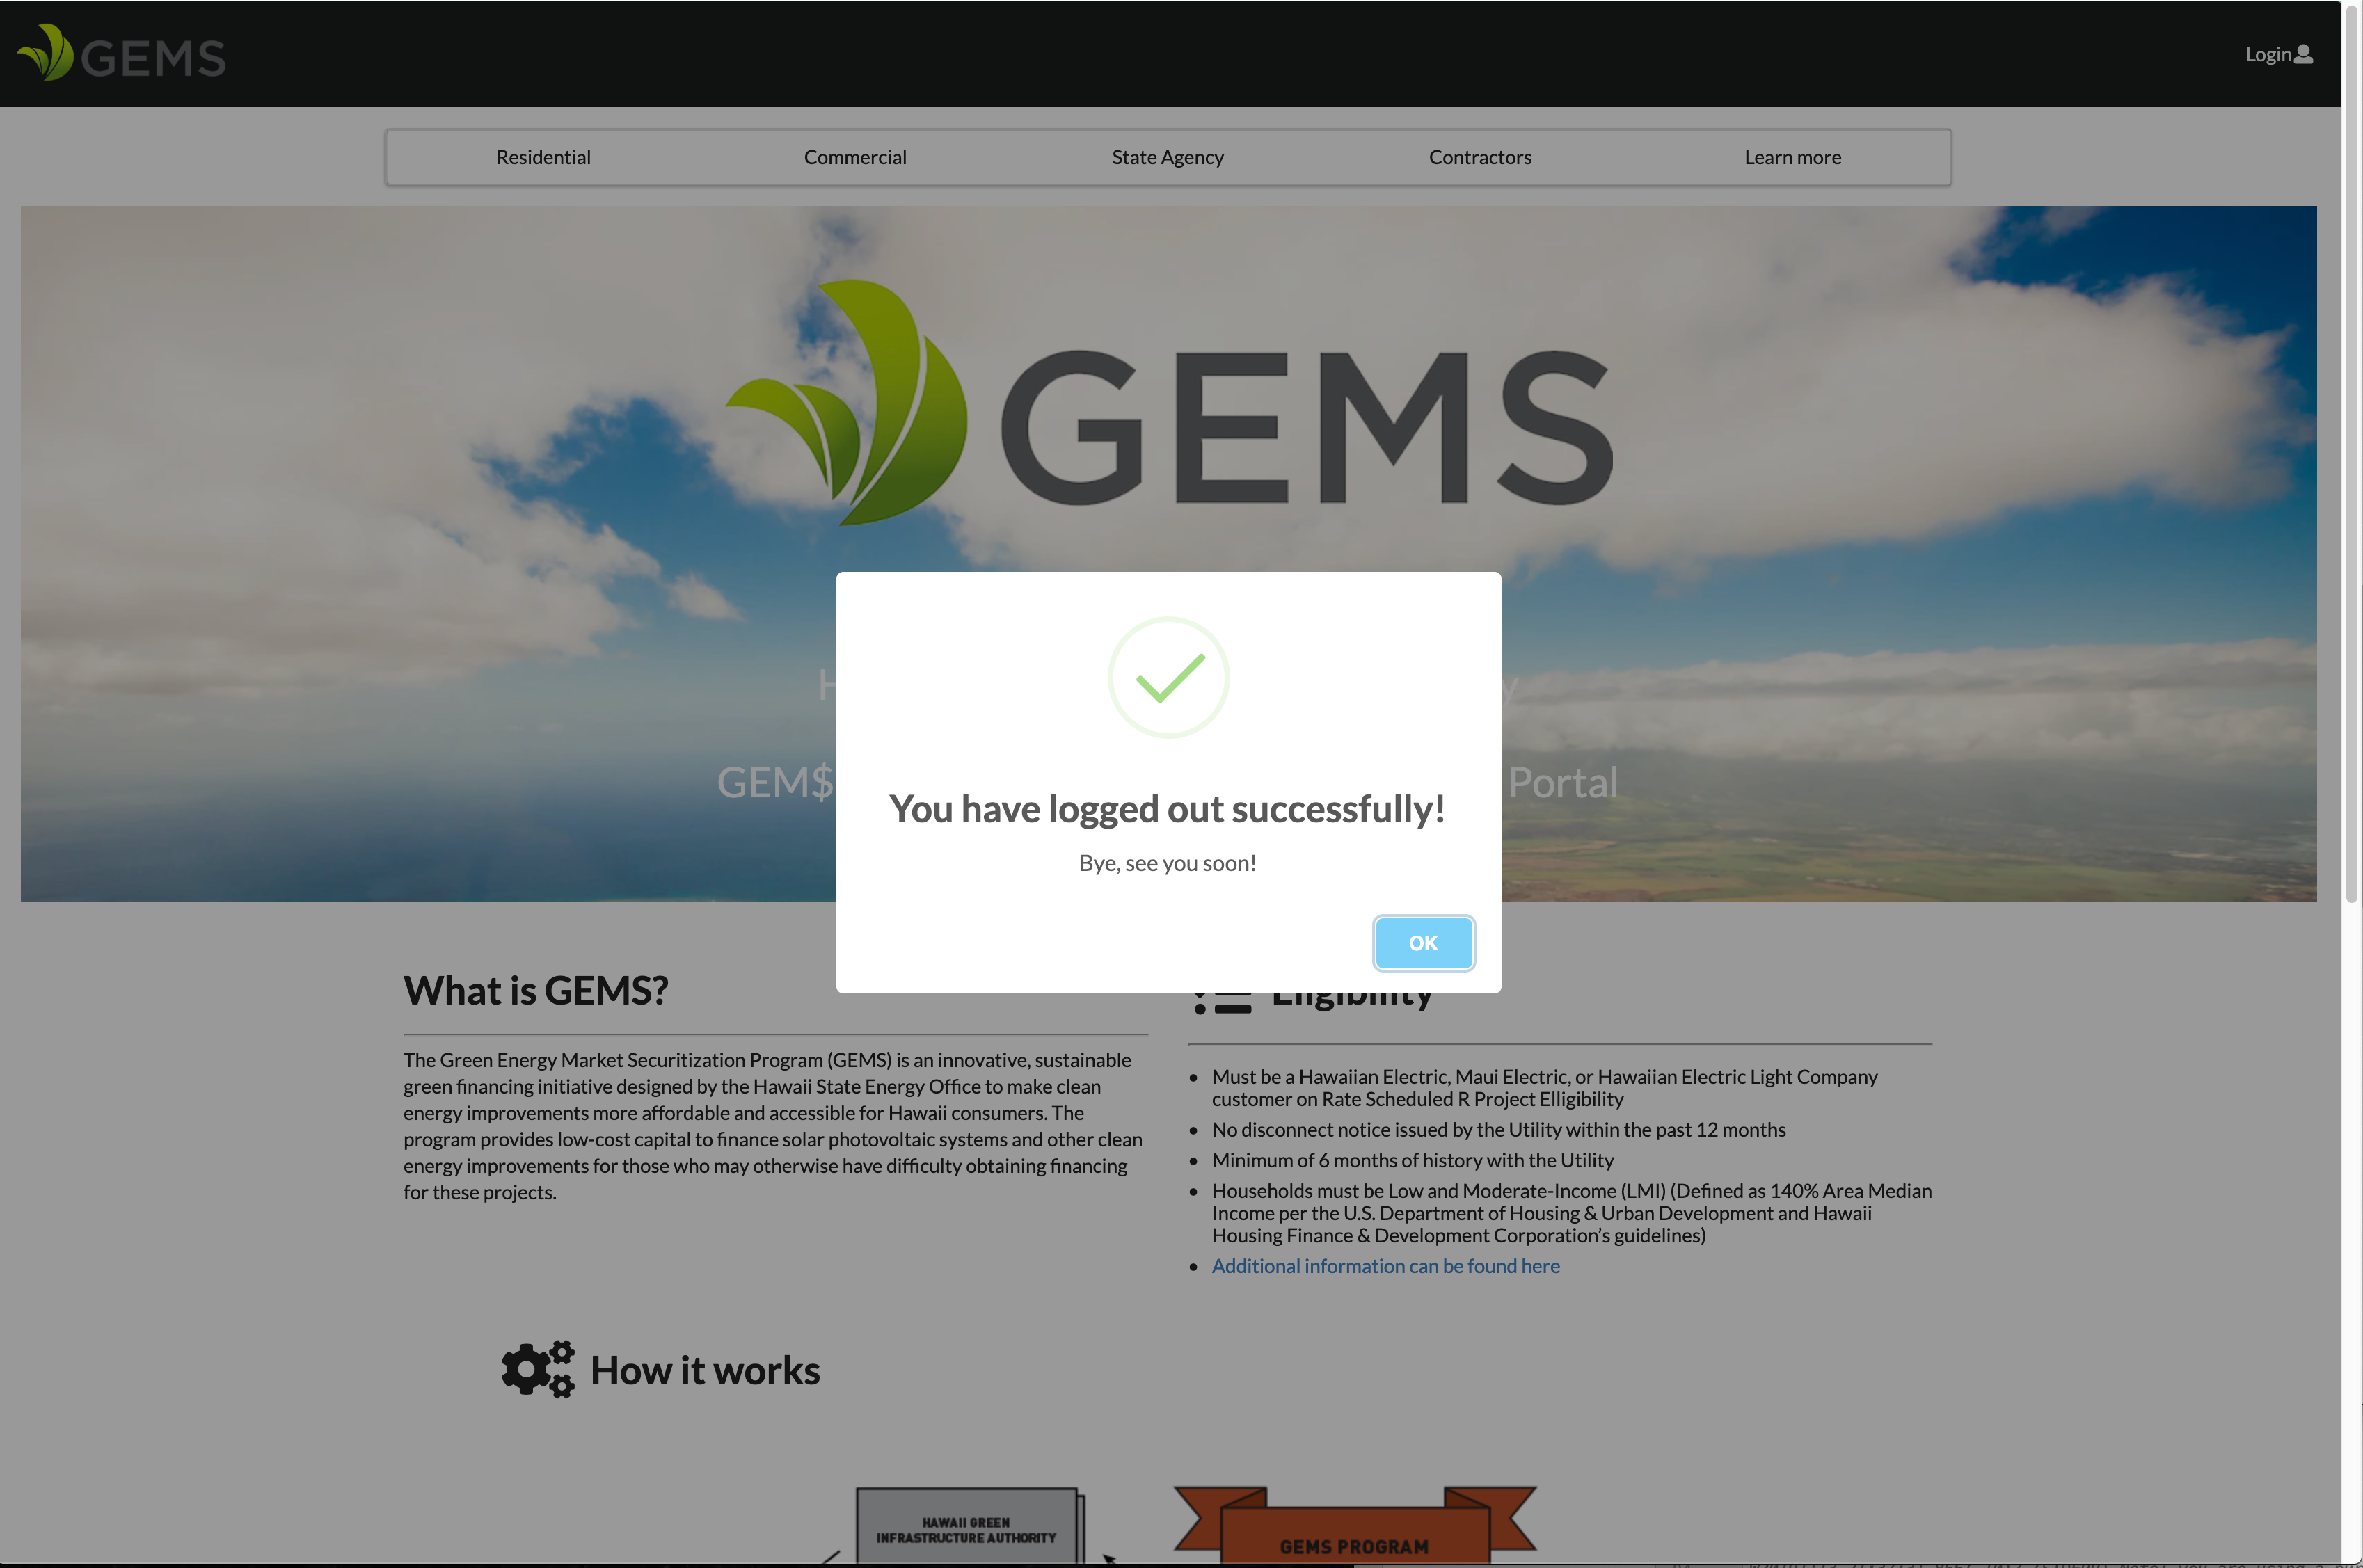 GEMS
Login
Residential
Commercial
State Agency
Contractors
Learn more
GEMS
GEM$
Portal
You have logged out successfully!
Bye, see you soon!
OK
What is GEMS?
The Green Energy Market Securitization Program (GEMS) is an innovative, sustainable
green financing initiative designed by the Hawaii State Energy Office to make clean
energy improvements more affordable and accessible for Hawaii consumers. The
program provides low-cost capital to finance solar photovoltaic systems and other clean
energy improvements for those who may otherwise have difficulty obtaining financing
for these projects.
Eligibility
Must be a Hawaiian Electric, Maui Electric, or Hawaiian Electric Light Company
customer on Rate Scheduled R Project Elligibility
No disconnect notice issued by the Utility within the past 12 months
Minimum of 6 months of history with the Utility
Households must be Low and Moderate-Income (LMI) (Defined as 140% Area Median
Income per the U.S. Department of Housing & Urban Development and Hawaii
Housing Finance & Development Corporation’s guidelines)
Additional information can be found here
How it works
HAWAII GREEN
INFRASTRUCTURE AUTHORITY
GEMS PROGRAM